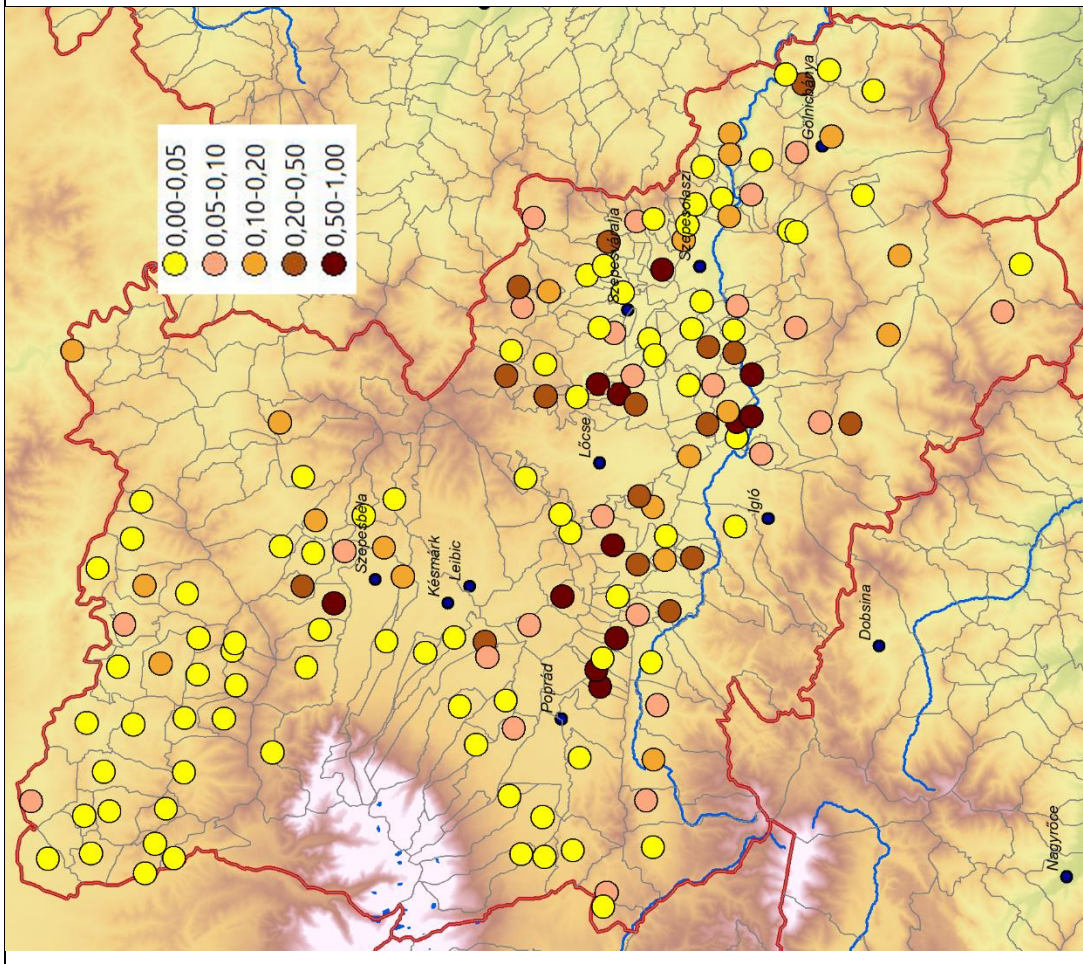 0,00-0,05
0,05-0,10
0,10-0,20
0,20-0,50
0,50-1,00
Gölnicbánya
Szepesolaszi
Szepesváralja
Lőcse
Igló
Szepesbéla
Késmárk
Leibic
Poprád
Dobsina
Nagyrőce